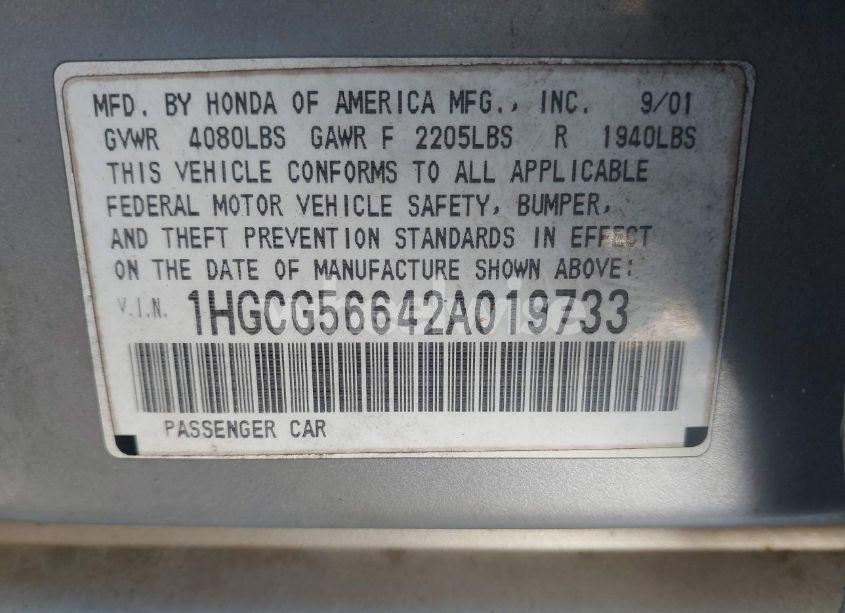 MFD. BY HONDA OF AMERICA MFG., INC. 9/01
GVWR 4080LBS GAWR F 2205LBS R 1940LBS
THIS VEHICLE CONFORMS TO ALL APPLICABLE
FEDERAL MOTOR VEHICLE SAFETY, BUMPER,
AND THEFT PREVENTION STANDARDS IN EFFECT
ON THE DATE OF MANUFACTURE SHOWN ABOVE:
V.I.N. 1HGCG56642A019733
PASSENGER CAR